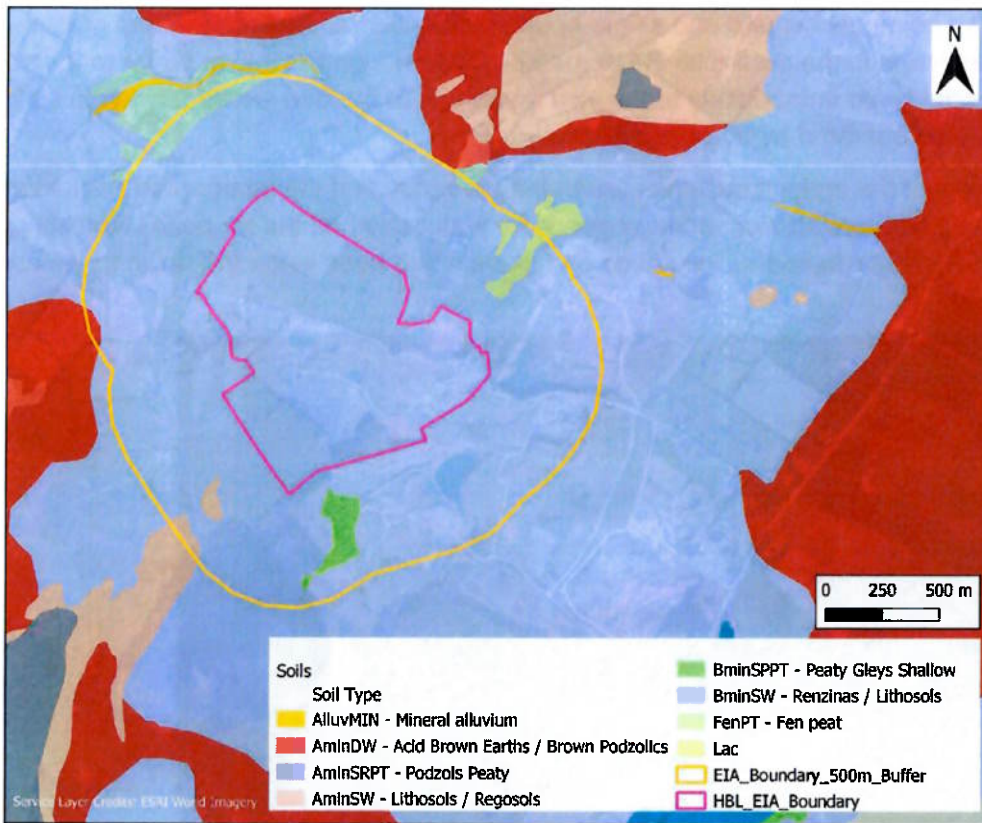 N
0 250 500 m
Soils
Soil Type
AlluvMIN - Mineral alluvium
AminDW - Acid Brown Earths / Brown Podzolics
AminSRPT - Podzols Peaty
AminSW - Lithosols / Regosols
BminSPPT - Peaty Gleys Shallow
BminSW - Renzinas / Lithosols
FenPT - Fen peat
Lac
EIA_Boundary_500m_Buffer
HBL_EIA_Boundary
Service Layer Credits: ESRI World Imagery